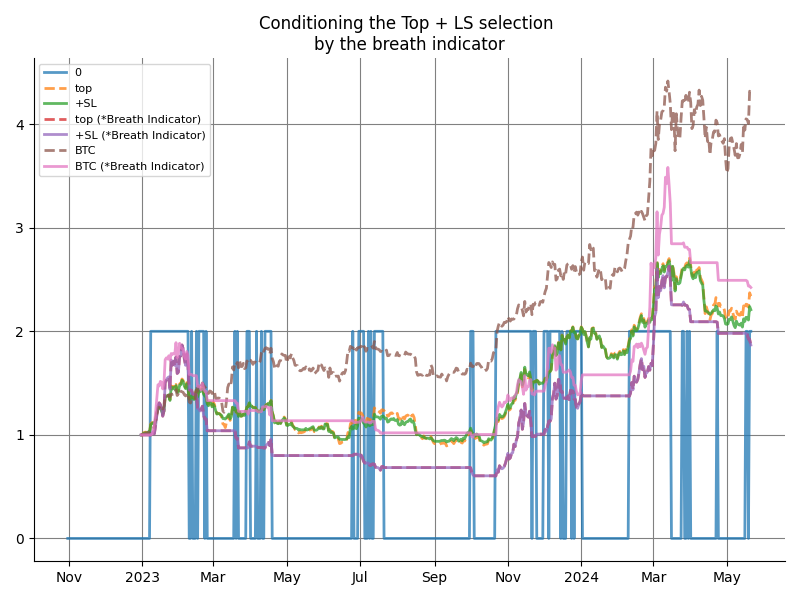 Conditioning the Top + LS selection
by the breath indicator
0
top
+SL
top (*Breath Indicator)
+SL (*Breath Indicator)
BTC
BTC (*Breath Indicator)
4
3
2
1
0
Nov
2023
Mar
May
Jul
Sep
Nov
2024
Mar
May